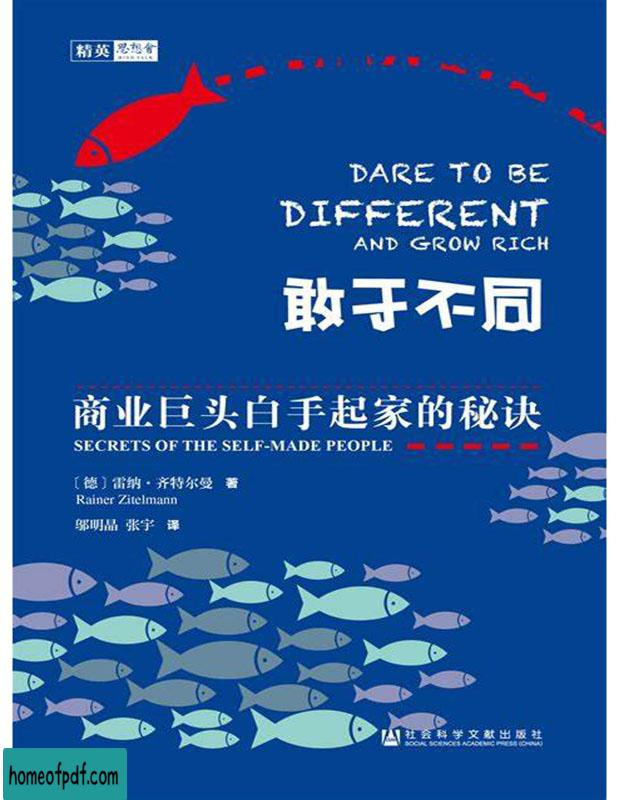 精英 思想會
MINH TALK
DARE TO BE
DIFFERENT
AND GROW RICH
敢于不同
商业巨头白手起家的秘诀
SECRETS OF THE SELF-MADE PEOPLE
［德］雷纳·齐特尔曼 著
Rainer Zitelmann
邬明晶 张宇 译
社会科学文献出版社
SOCIAL SCIENCES ACADEMIC PRESS (CHINA)
homeofpdf.com